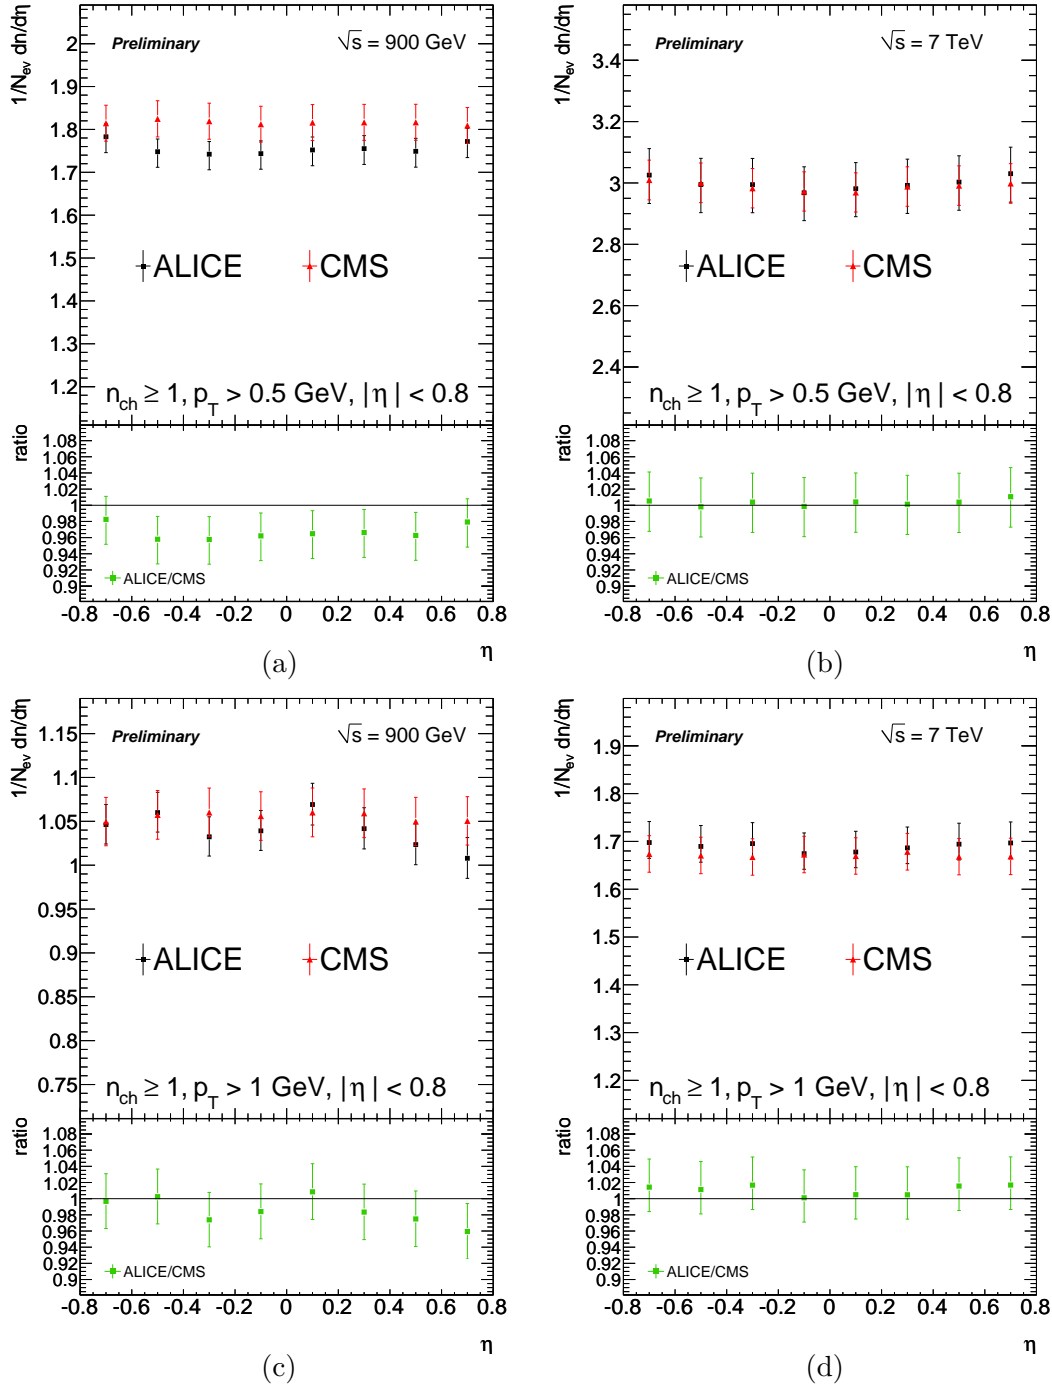 1/N_ev dn/dη
2
1.9
1.8
1.7
1.6
1.5
1.4
1.3
1.2
Preliminary
√s = 900 GeV
ALICE
CMS
n_ch ≥ 1, p_T > 0.5 GeV, |η| < 0.8
ratio
1.08
1.06
1.04
1.02
1
0.98
0.96
0.94
0.92
0.9
ALICE/CMS
-0.8 -0.6 -0.4 -0.2 0 0.2 0.4 0.6 0.8
η
(a)
1/N_ev dn/dη
3.4
3.2
3.0
2.8
2.6
2.4
Preliminary
√s = 7 TeV
ALICE
CMS
n_ch ≥ 1, p_T > 0.5 GeV, |η| < 0.8
ratio
1.08
1.06
1.04
1.02
1
0.98
0.96
0.94
0.92
0.9
ALICE/CMS
-0.8 -0.6 -0.4 -0.2 0 0.2 0.4 0.6 0.8
η
(b)
1/N_ev dn/dη
1.15
1.1
1.05
1
0.95
0.9
0.85
0.8
0.75
Preliminary
√s = 900 GeV
ALICE
CMS
n_ch ≥ 1, p_T > 1 GeV, |η| < 0.8
ratio
1.08
1.06
1.04
1.02
1
0.98
0.96
0.94
0.92
0.9
ALICE/CMS
-0.8 -0.6 -0.4 -0.2 0 0.2 0.4 0.6 0.8
η
(c)
1/N_ev dn/dη
1.9
1.8
1.7
1.6
1.5
1.4
1.3
1.2
Preliminary
√s = 7 TeV
ALICE
CMS
n_ch ≥ 1, p_T > 1 GeV, |η| < 0.8
ratio
1.08
1.06
1.04
1.02
1
0.98
0.96
0.94
0.92
0.9
ALICE/CMS
-0.8 -0.6 -0.4 -0.2 0 0.2 0.4 0.6 0.8
η
(d)